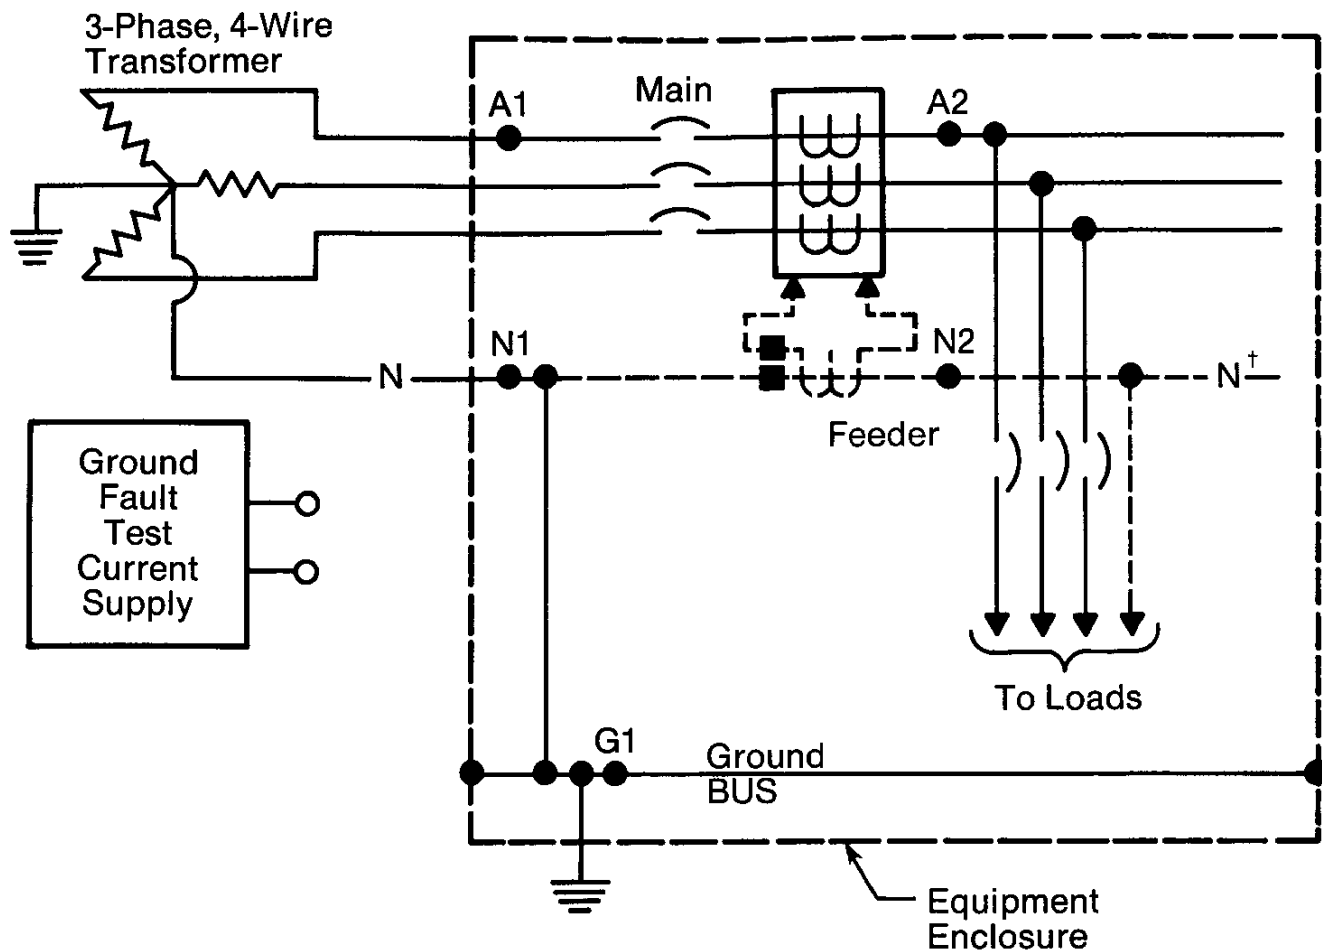 3-Phase, 4-Wire
Transformer
A1
Main
A2
N1
N2
N
N†
Feeder
Ground
Fault
Test
Current
Supply
To Loads
G1
Ground
BUS
Equipment
Enclosure